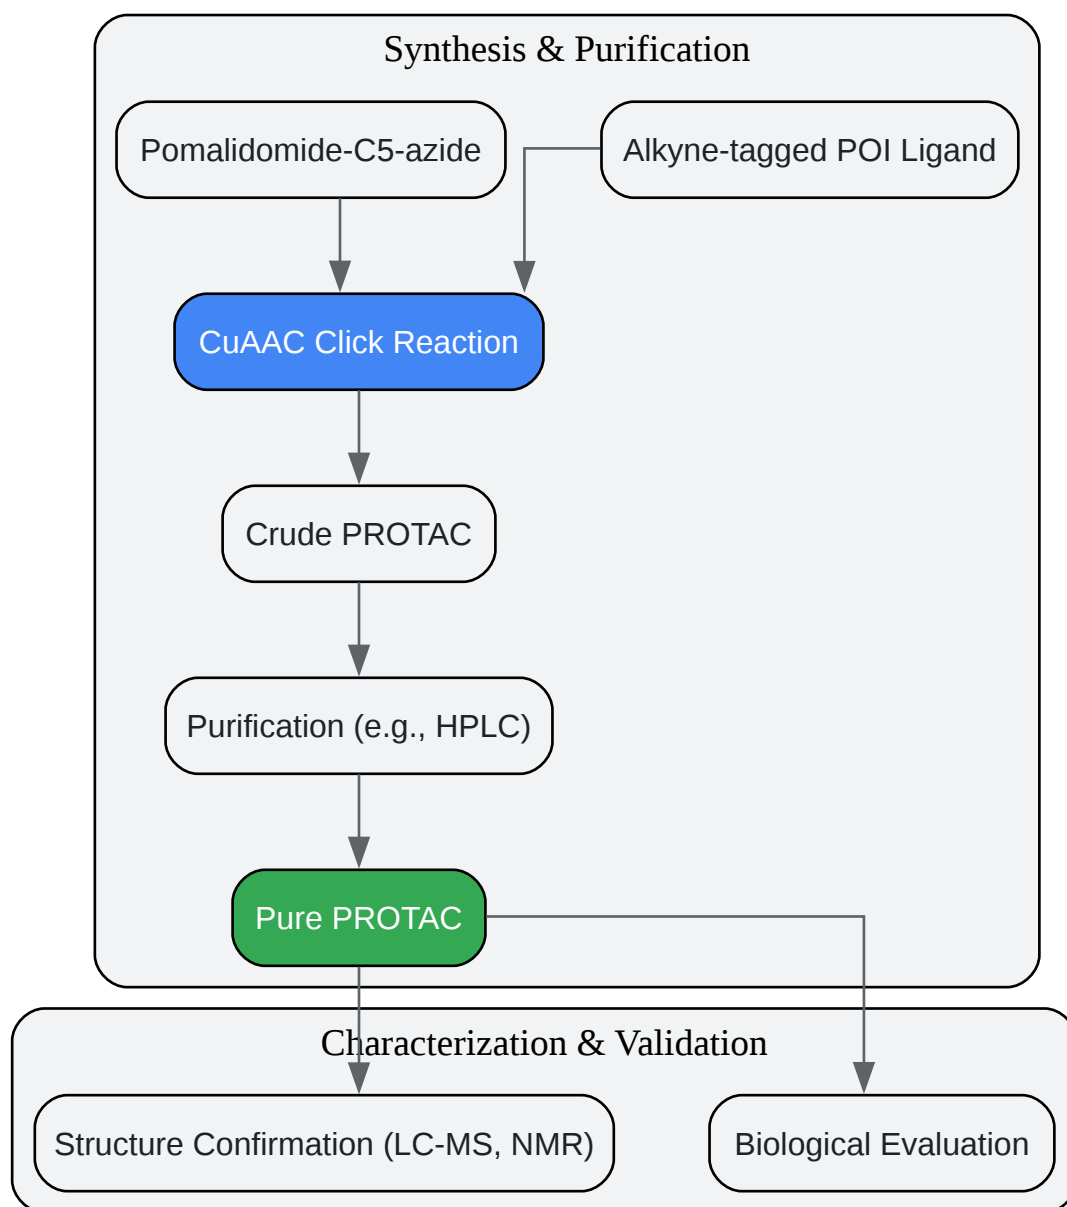 Synthesis & Purification
Pomalidomide-C5-azide
Alkyne-tagged POI Ligand
CuAAC Click Reaction
Crude PROTAC
Purification (e.g., HPLC)
Pure PROTAC
Characterization & Validation
Structure Confirmation (LC-MS, NMR)
Biological Evaluation